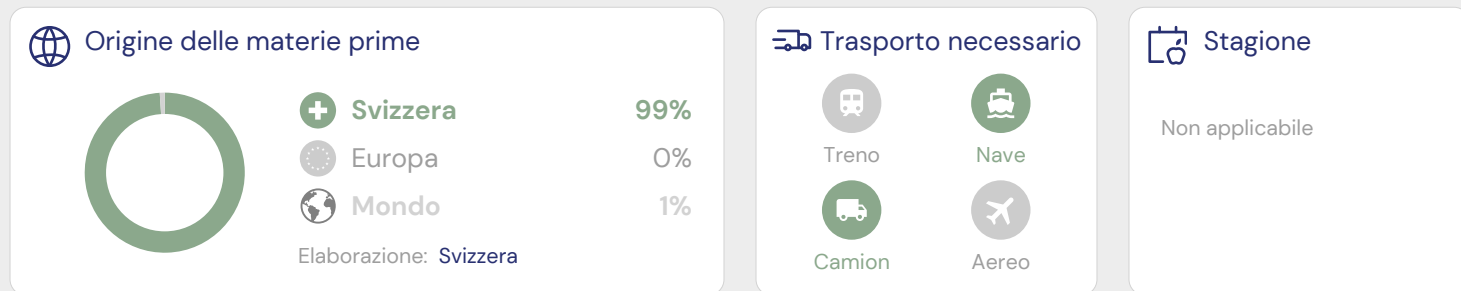 Origine delle materie prime
Svizzera 99%
Europa 0%
Mondo 1%
Elaborazione: Svizzera
Trasporto necessario
Treno Nave
Camion Aereo
Stagione
Non applicabile